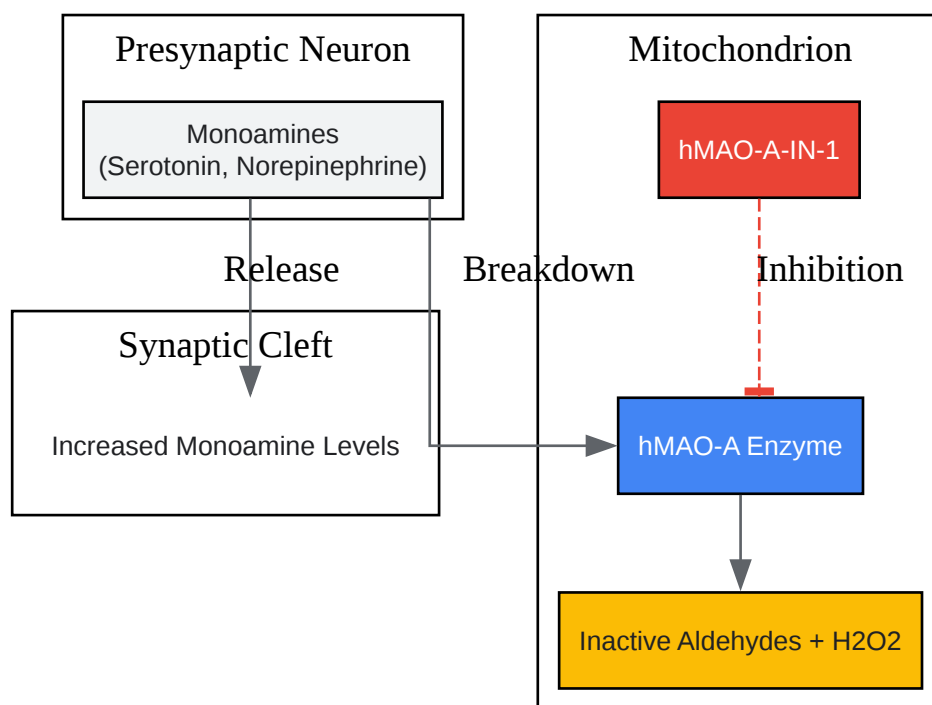 Presynaptic Neuron
Monoamines
(Serotonin, Norepinephrine)
Mitochondrion
hMAO-A-IN-1
Release
Breakdown
Inhibition
Synaptic Cleft
Increased Monoamine Levels
hMAO-A Enzyme
Inactive Aldehydes + H2O2